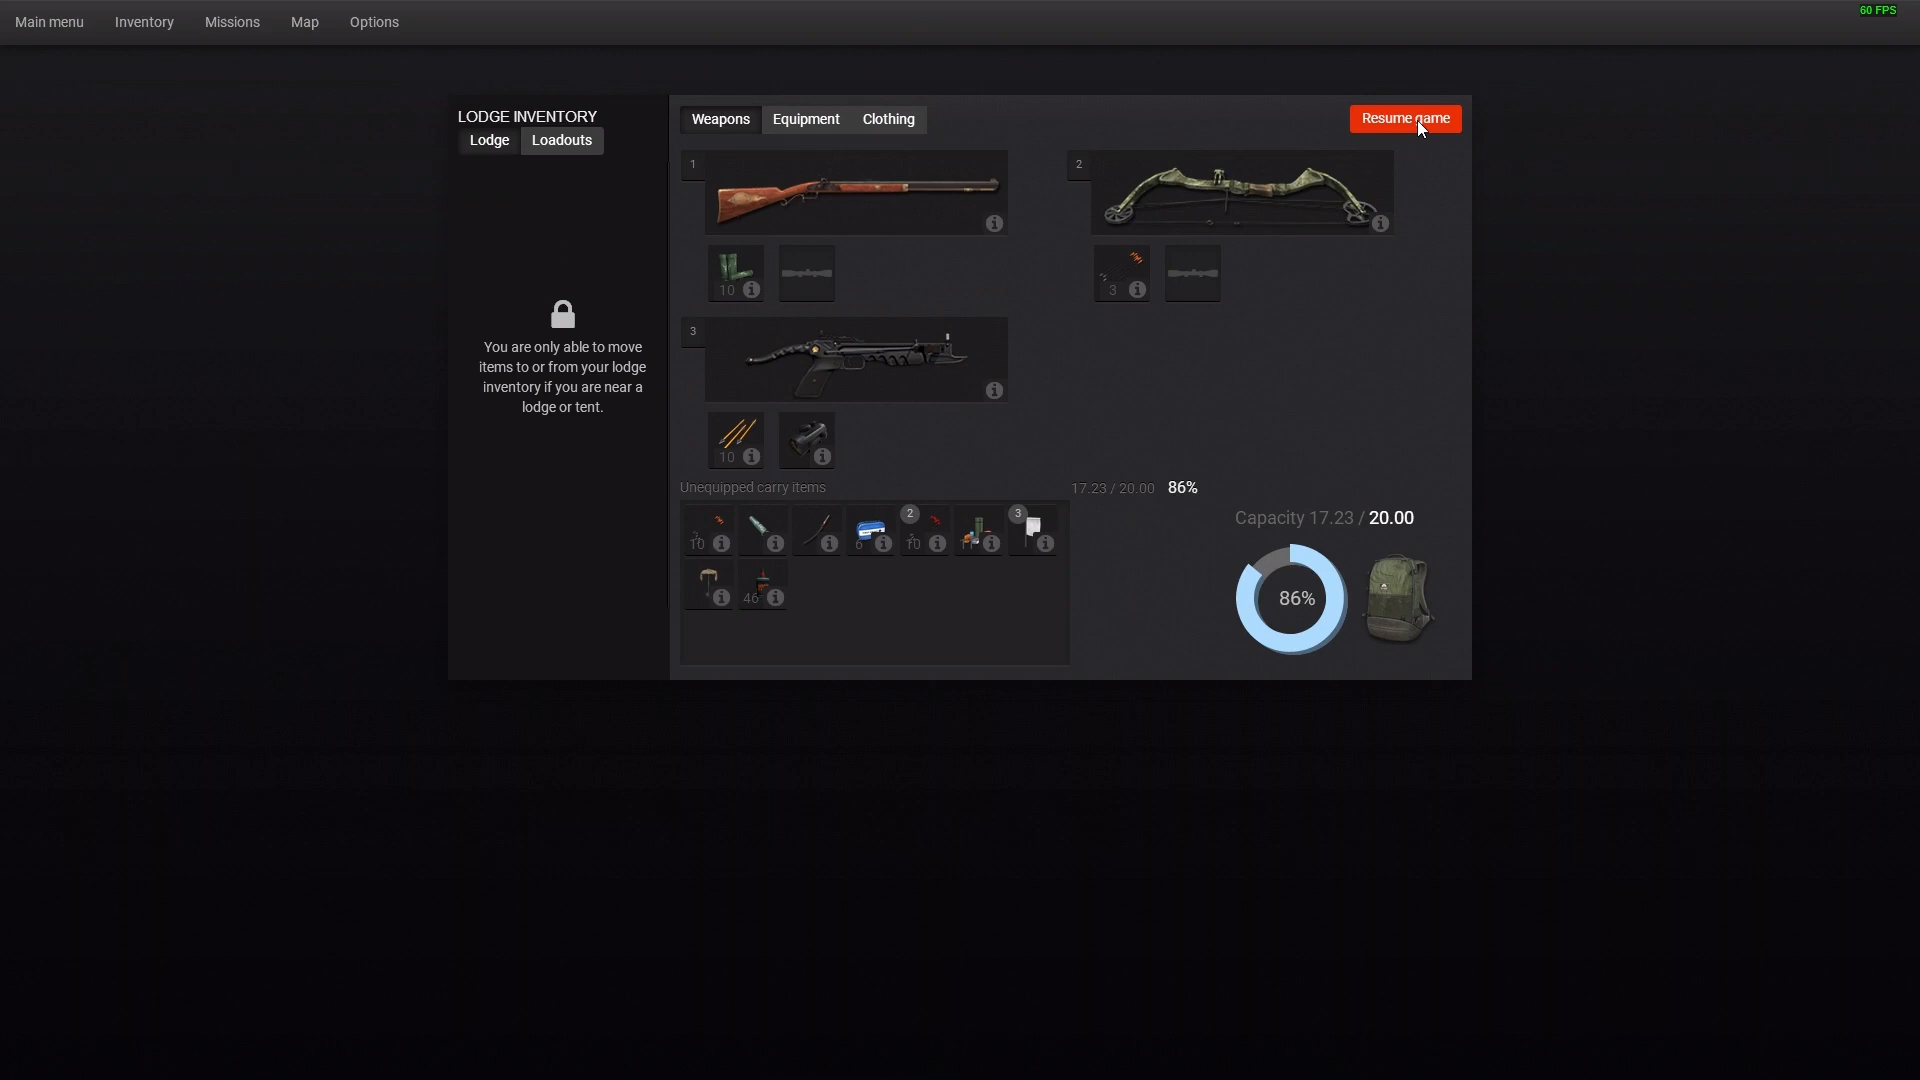 Main menu
Inventory
Missions
Map
Options
60 FPS
LODGE INVENTORY
Lodge
Loadouts
Weapons
Equipment
Clothing
Resume game
1
2
10
3
3
You are only able to move
items to or from your lodge
inventory if you are near a
lodge or tent.
10
Unequipped carry items
17.23 / 20.00 86%
Capacity 17.23 / 20.00
10
6
2
10
11
3
46
86%